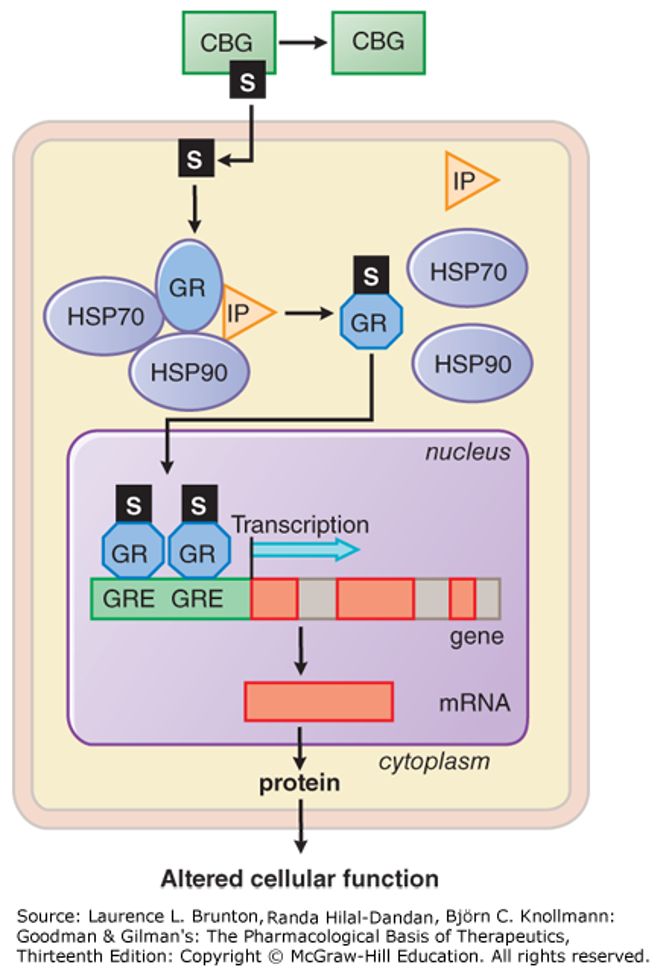 CBG
CBG
S
S
IP
GR
HSP70
IP
HSP90
S
GR
HSP70
HSP90
nucleus
S
S
Transcription
GR
GR
GRE
GRE
gene
mRNA
cytoplasm
protein
Altered cellular function
Source: Laurence L. Brunton, Randa Hilal-Dandan, Björn C. Knollmann:
Goodman & Gilman's: The Pharmacological Basis of Therapeutics,
Thirteenth Edition: Copyright © McGraw-Hill Education. All rights reserved.